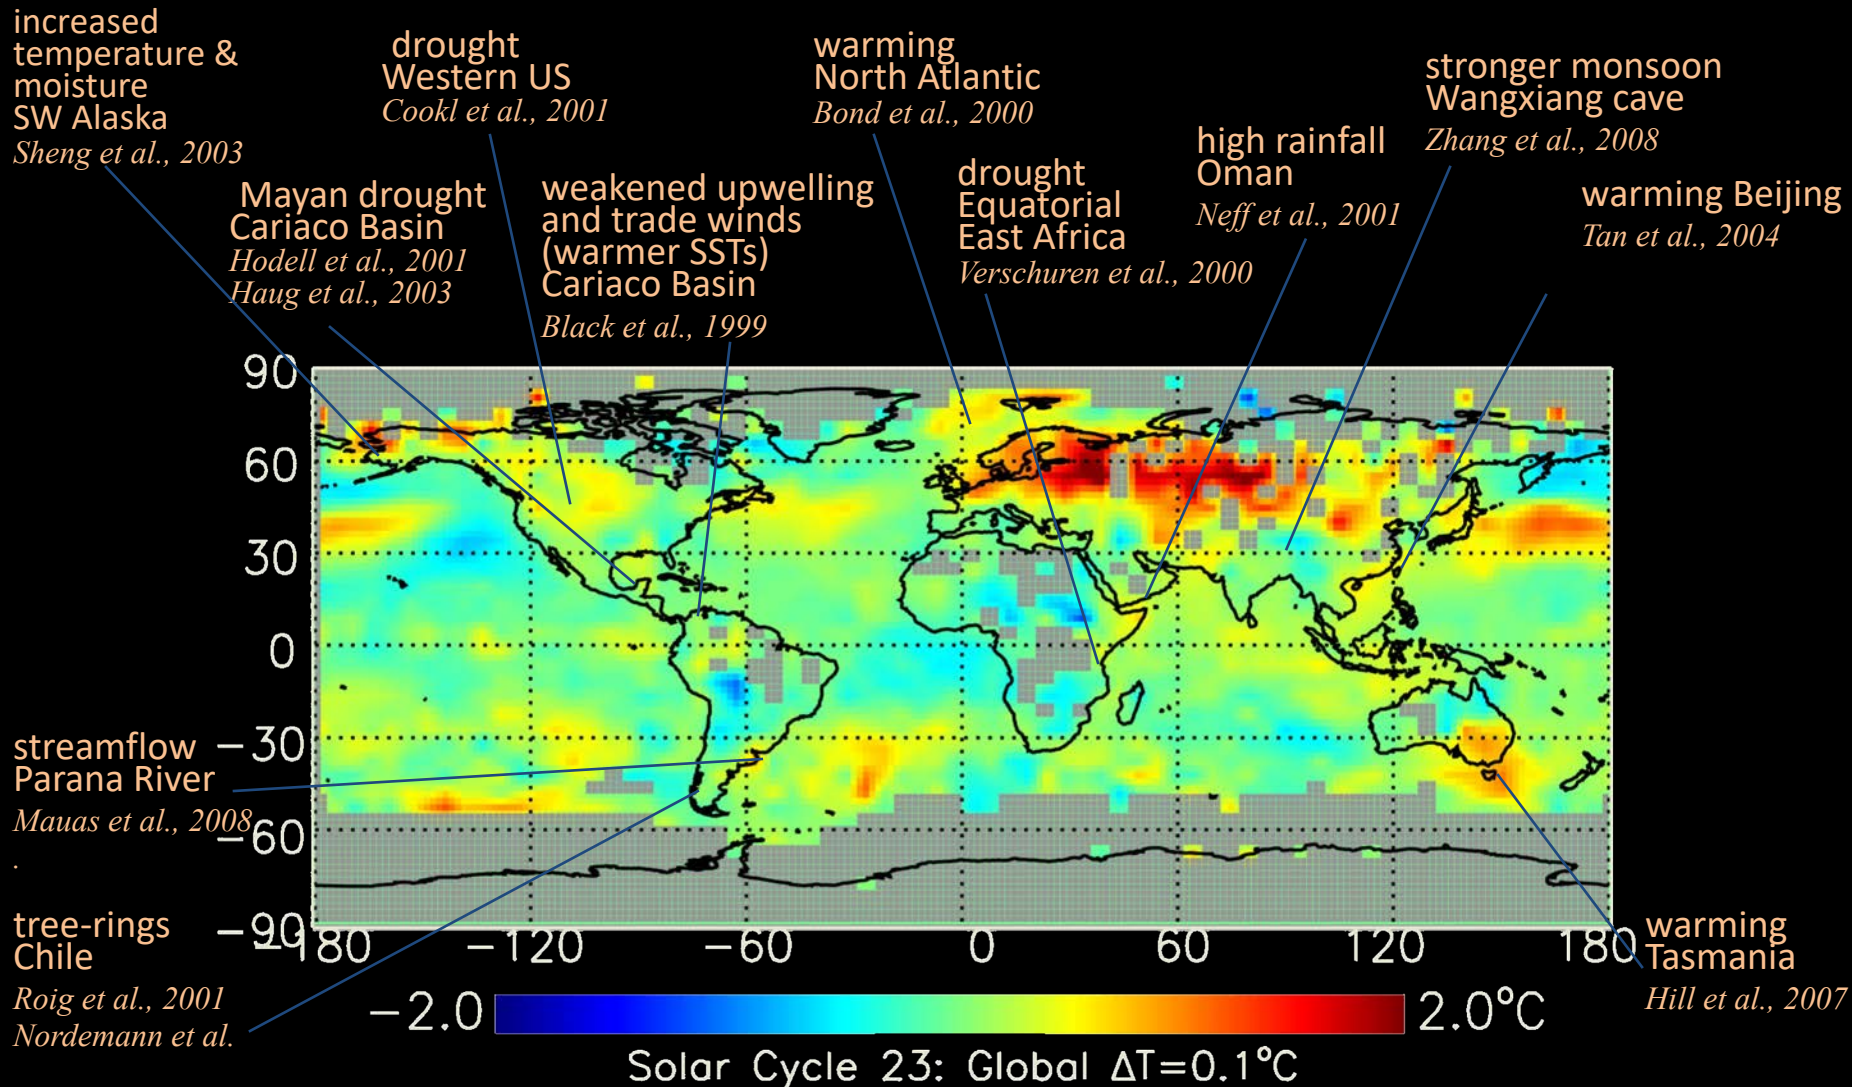 increased
temperature &
moisture
SW Alaska
Sheng et al., 2003
drought
Western US
Cookl et al., 2001
warming
North Atlantic
Bond et al., 2000
stronger monsoon
Wangxiang cave
Zhang et al., 2008
Mayan drought
Cariaco Basin
Hodell et al., 2001
Haug et al., 2003
weakened upwelling
and trade winds
(warmer SSTs)
Cariaco Basin
Black et al., 1999
drought
Equatorial
East Africa
Verschuren et al., 2000
high rainfall
Oman
Neff et al., 2001
warming Beijing
Tan et al., 2004
90
60
30
0
−30
−60
−90
streamflow
Parana River
Mauas et al., 2008
.
tree-rings
Chile
Roig et al., 2001
Nordemann et al.
−180 −120 −60 0 60 120 180
warming
Tasmania
Hill et al., 2007
−2.0 2.0°C
Solar Cycle 23: Global ΔT=0.1°C